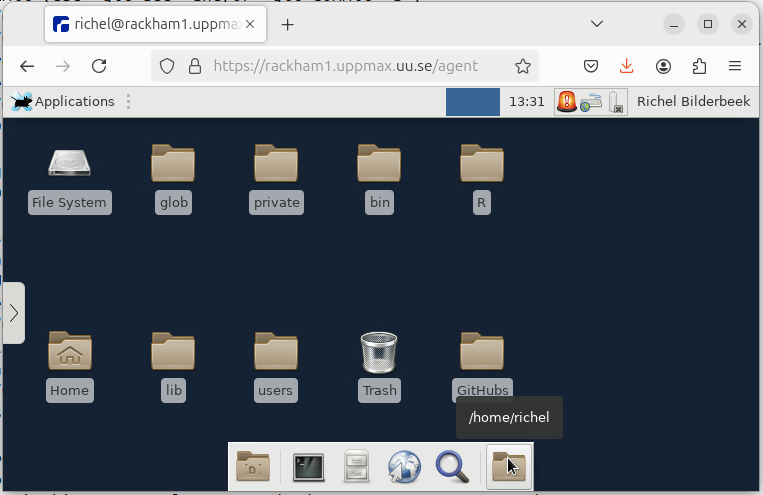 richel@rackham1.uppma
https://rackham1.uppmax.uu.se/agent
Applications
13:31
Richel Bilderbeek
File System
glob
private
bin
R
Home
lib
users
Trash
GitHubs
/home/richel
D